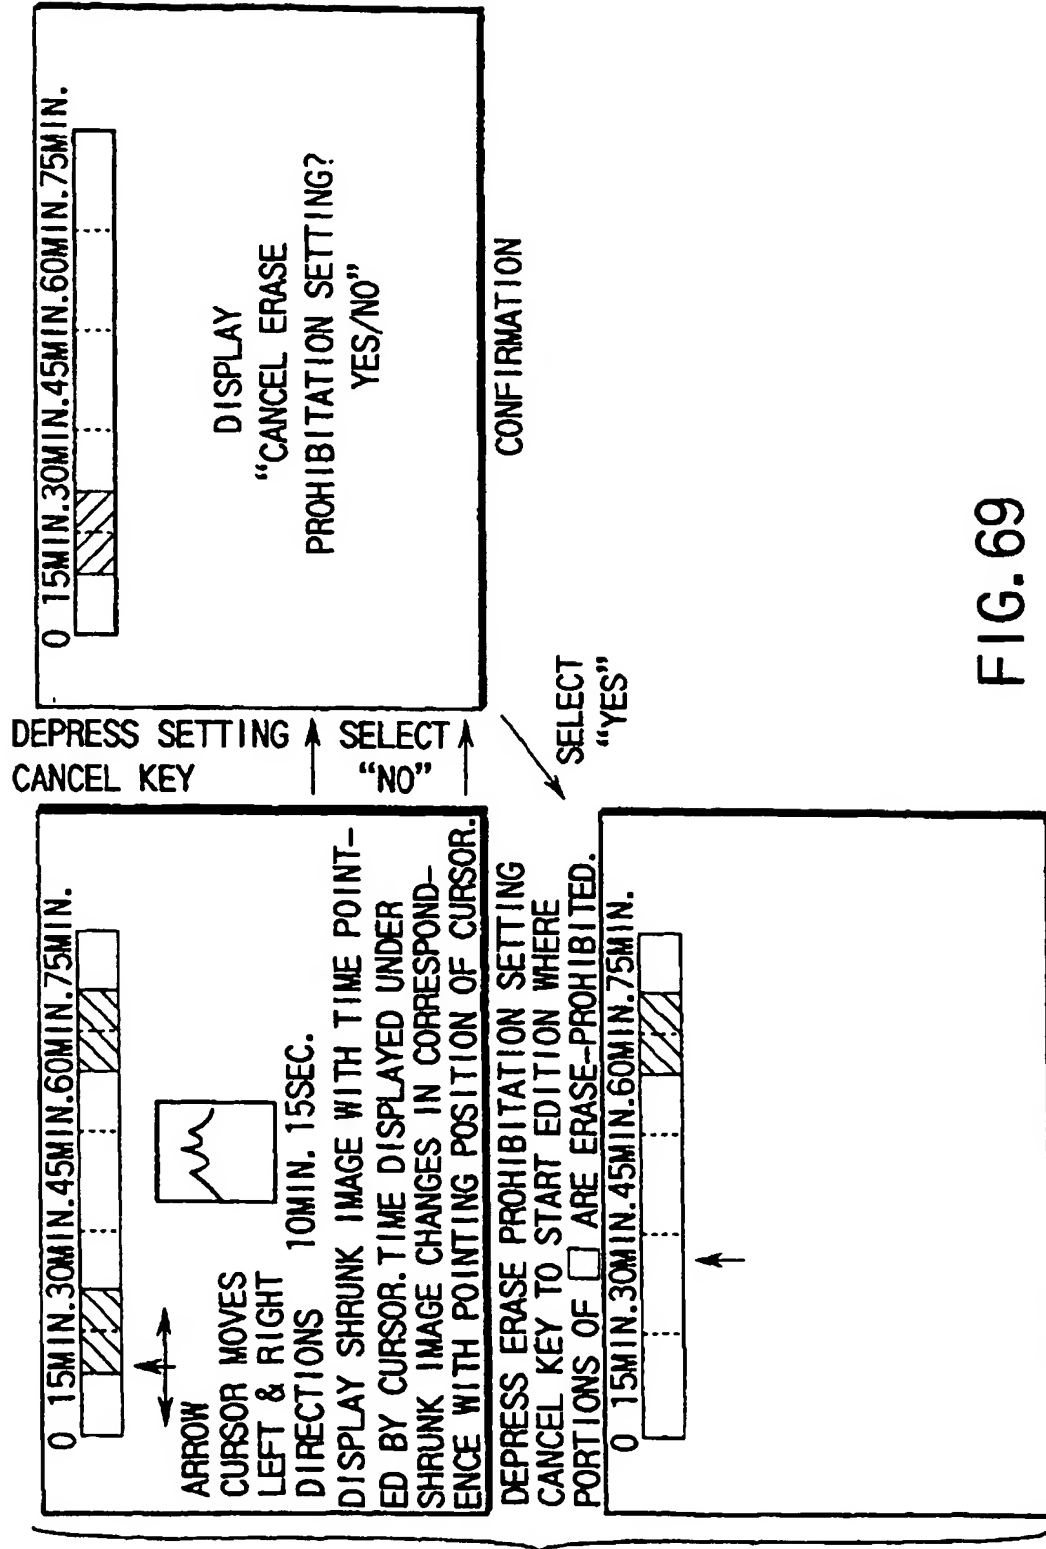 0 15MIN.30MIN.45MIN.60MIN.75MIN.
ARROW
CURSOR MOVES
LEFT & RIGHT
DIRECTIONS
10MIN. 15SEC.
DISPLAY SHRUNK IMAGE WITH TIME POINT-
ED BY CURSOR.TIME DISPLAYED UNDER
SHRUNK IMAGE CHANGES IN CORRESPOND-
ENCE WITH POINTING POSITION OF CURSOR.
DEPRESS SETTING
CANCEL KEY
SELECT
“NO”
0 15MIN.30MIN.45MIN.60MIN.75MIN.
DISPLAY
“CANCEL ERASE
PROHIBITATION SETTING?
YES/NO”
CONFIRMATION
SELECT
“YES”
DEPRESS ERASE PROHIBITATION SETTING
CANCEL KEY TO START EDITION WHERE
PORTIONS OF □ ARE ERASE-PROHIBITED.
0 15MIN.30MIN.45MIN.60MIN.75MIN.
FIG. 69